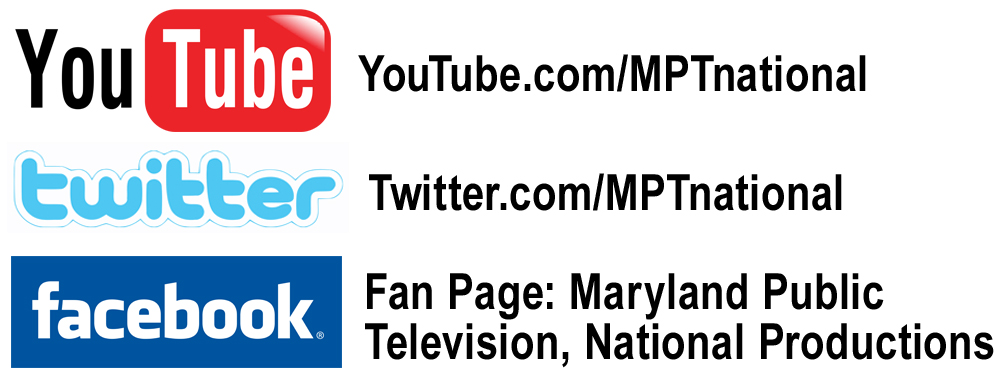 YouTube YouTube.com/MPTnational
twitter Twitter.com/MPTnational
facebook® Fan Page: Maryland Public
Television, National Productions